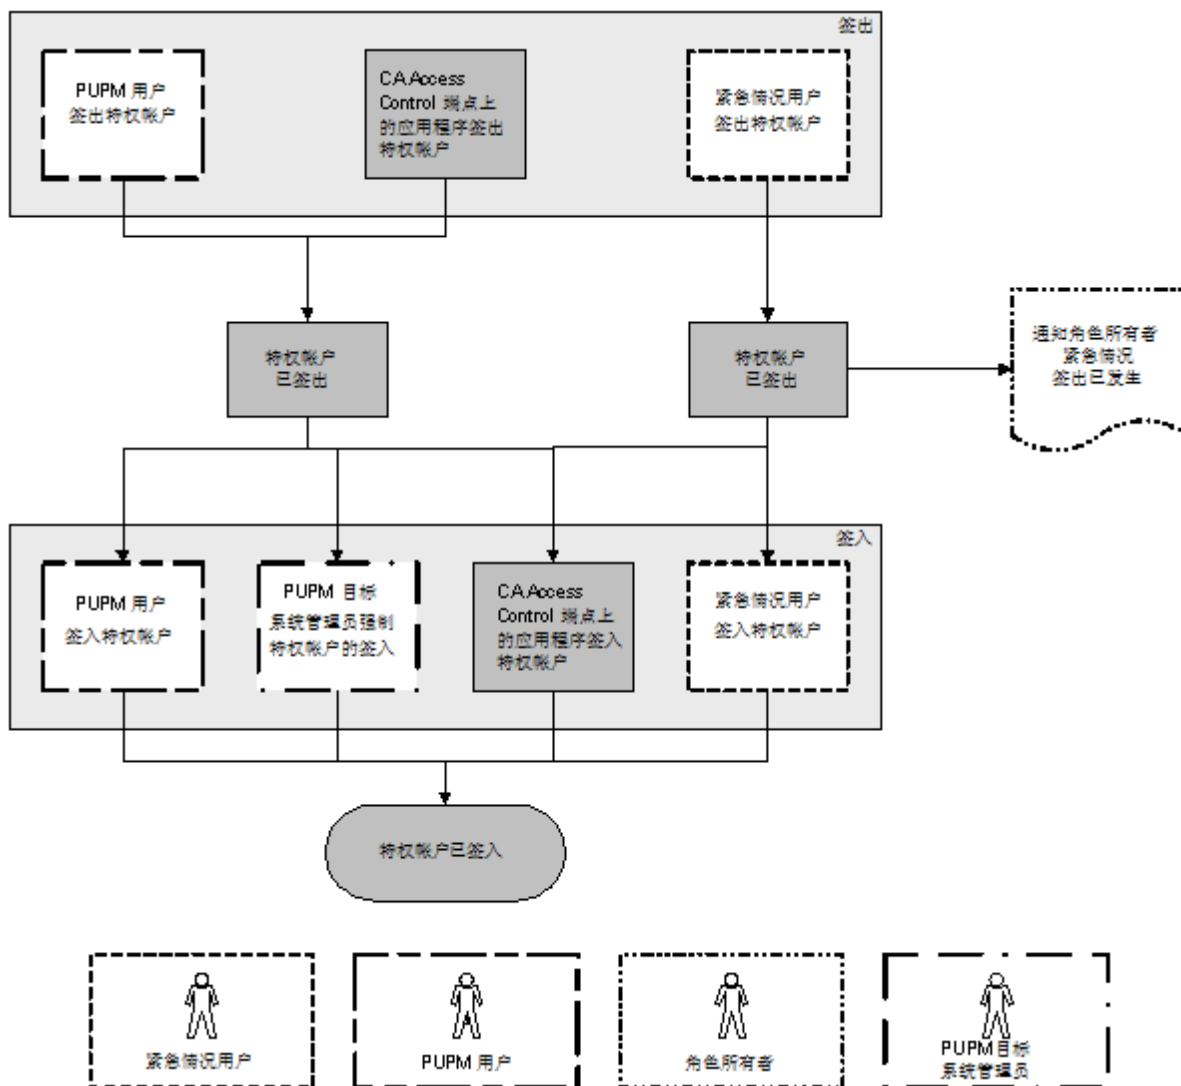 签出
PUPM 用户
签出特权帐户
CA Access
Control 端点上
的应用程序签出
特权帐户
紧急情况用户
签出特权帐户
特权帐户
已签出
特权帐户
已签出
通知角色所有者
紧急情况
签出已发生
签入
PUPM 用户
签入特权帐户
PUPM 目标
系统管理员强制
特权帐户的签入
CA Access
Control 端点上
的应用程序签入
特权帐户
紧急情况用户
签入特权帐户
特权帐户已签入
紧急情况用户
PUPM 用户
角色所有者
PUPM 目标
系统管理员